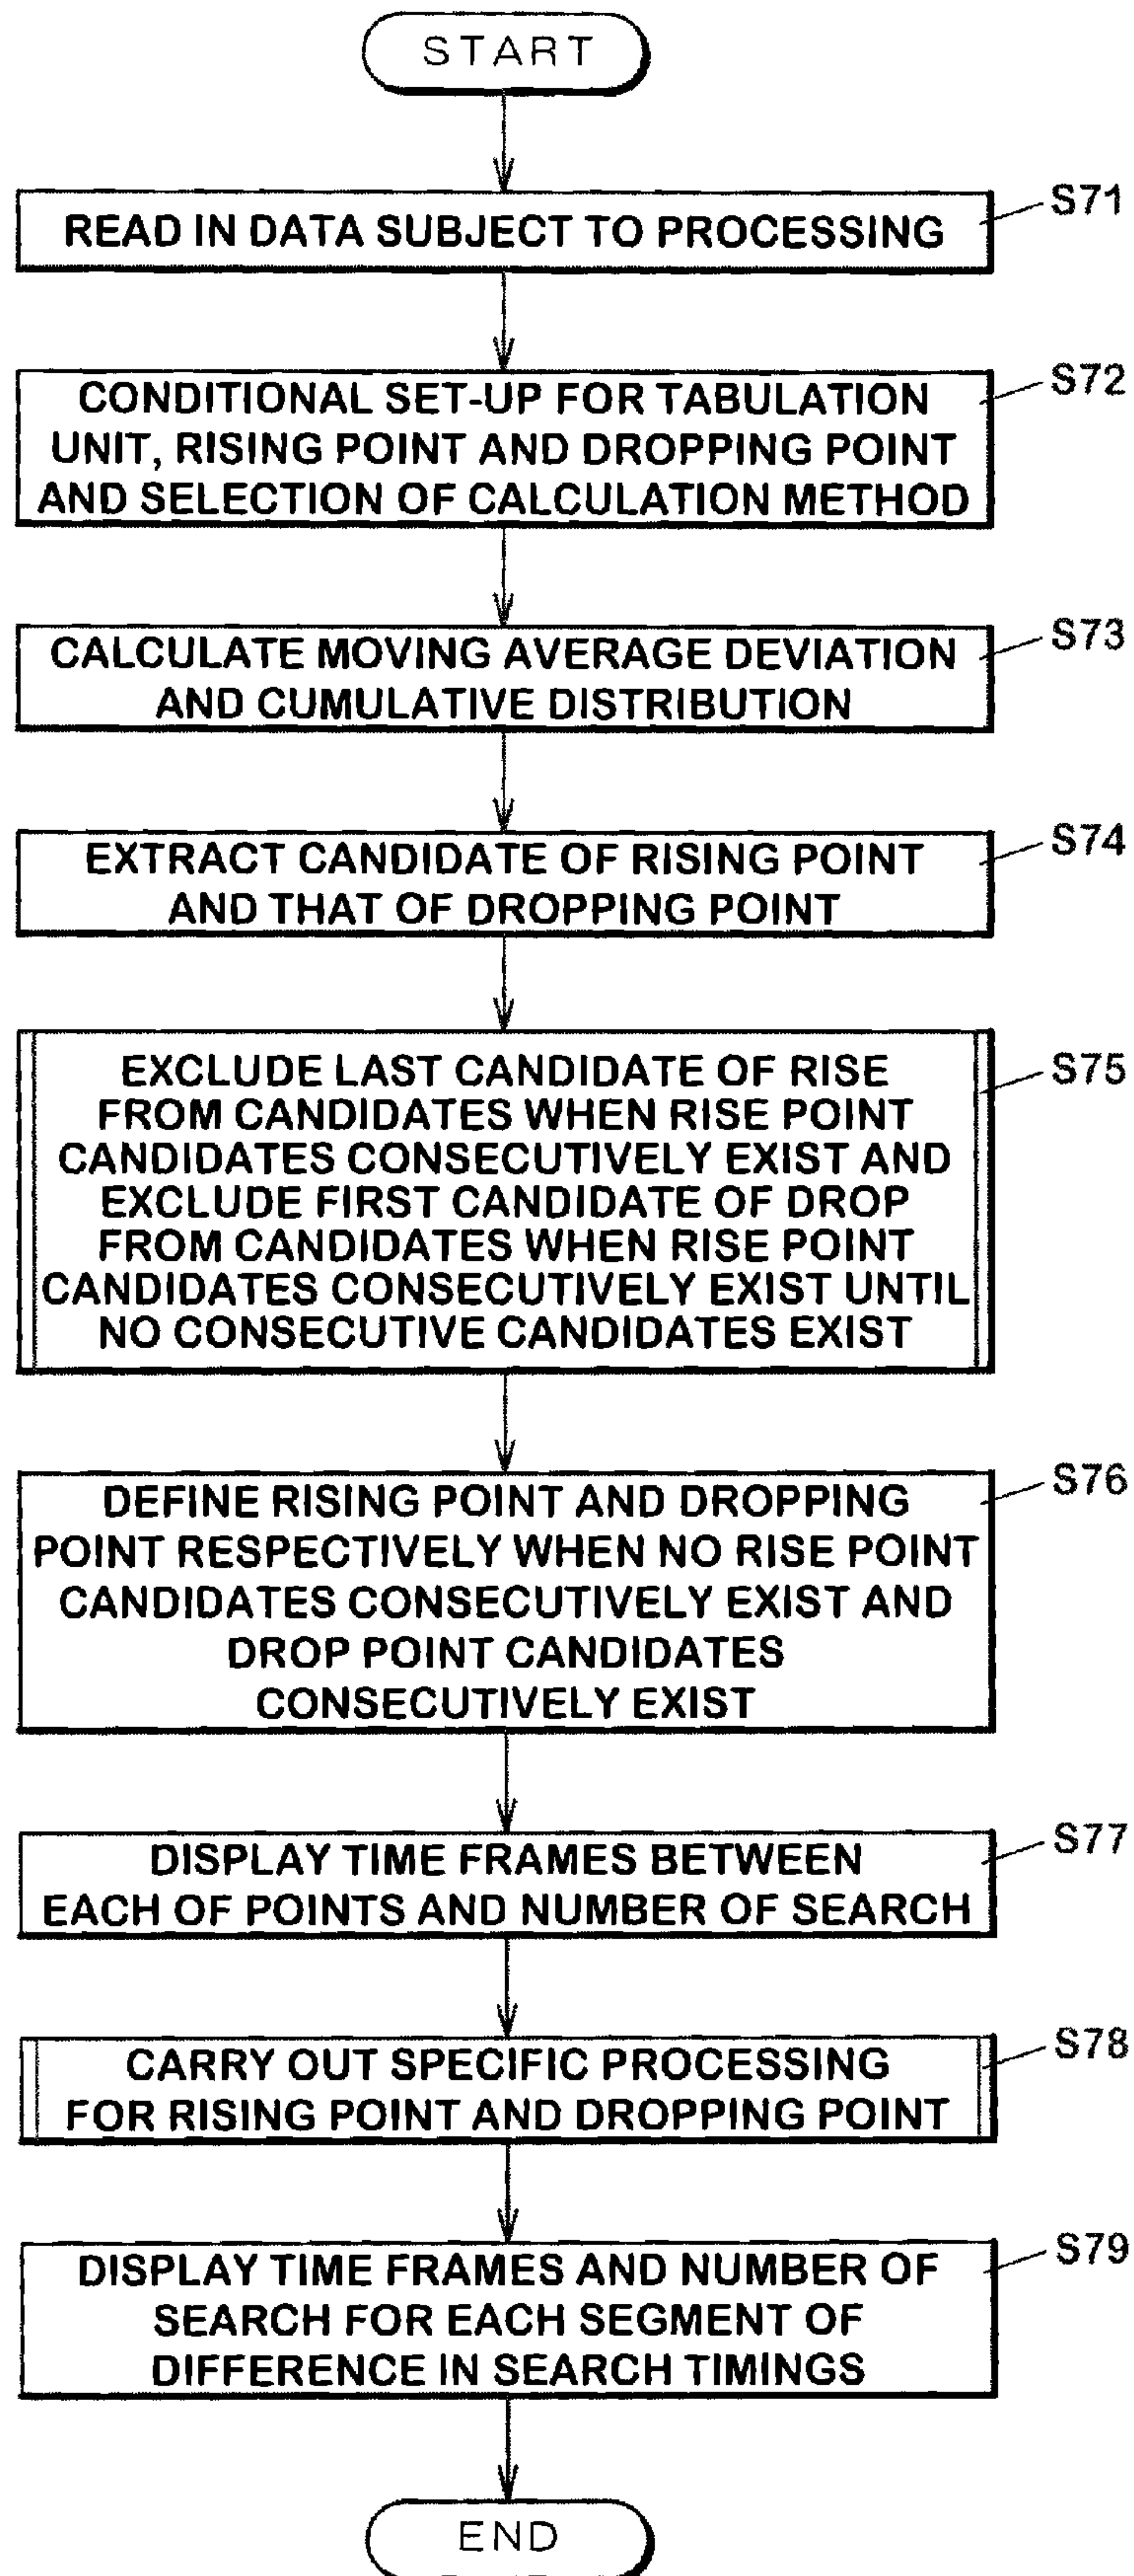 START
READ IN DATA SUBJECT TO PROCESSING
S71
CONDITIONAL SET-UP FOR TABULATION
UNIT, RISING POINT AND DROPPING POINT
AND SELECTION OF CALCULATION METHOD
S72
CALCULATE MOVING AVERAGE DEVIATION
AND CUMULATIVE DISTRIBUTION
S73
EXTRACT CANDIDATE OF RISING POINT
AND THAT OF DROPPING POINT
S74
EXCLUDE LAST CANDIDATE OF RISE
FROM CANDIDATES WHEN RISE POINT
CANDIDATES CONSECUTIVELY EXIST AND
EXCLUDE FIRST CANDIDATE OF DROP
FROM CANDIDATES WHEN RISE POINT
CANDIDATES CONSECUTIVELY EXIST UNTIL
NO CONSECUTIVE CANDIDATES EXIST
S75
DEFINE RISING POINT AND DROPPING
POINT RESPECTIVELY WHEN NO RISE POINT
CANDIDATES CONSECUTIVELY EXIST AND
DROP POINT CANDIDATES
CONSECUTIVELY EXIST
S76
DISPLAY TIME FRAMES BETWEEN
EACH OF POINTS AND NUMBER OF SEARCH
S77
CARRY OUT SPECIFIC PROCESSING
FOR RISING POINT AND DROPPING POINT
S78
DISPLAY TIME FRAMES AND NUMBER OF
SEARCH FOR EACH SEGMENT OF
DIFFERENCE IN SEARCH TIMINGS
S79
END